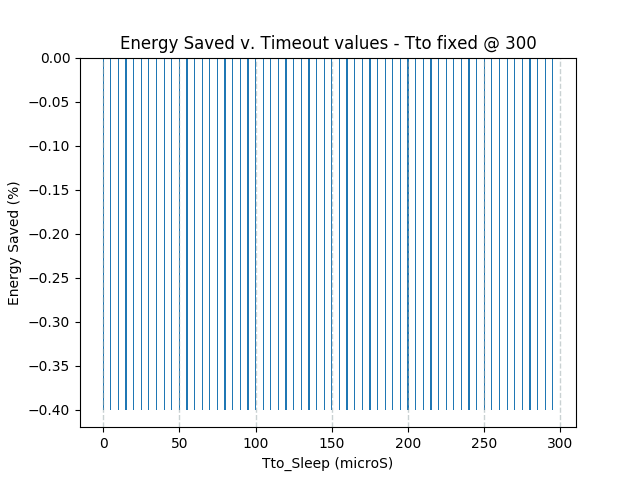 Energy Saved v. Timeout values - Tto fixed @ 300
0.00
−0.05
−0.10
−0.15
−0.20
−0.25
−0.30
−0.35
−0.40
Energy Saved (%)
0 50 100 150 200 250 300
Tto_Sleep (microS)